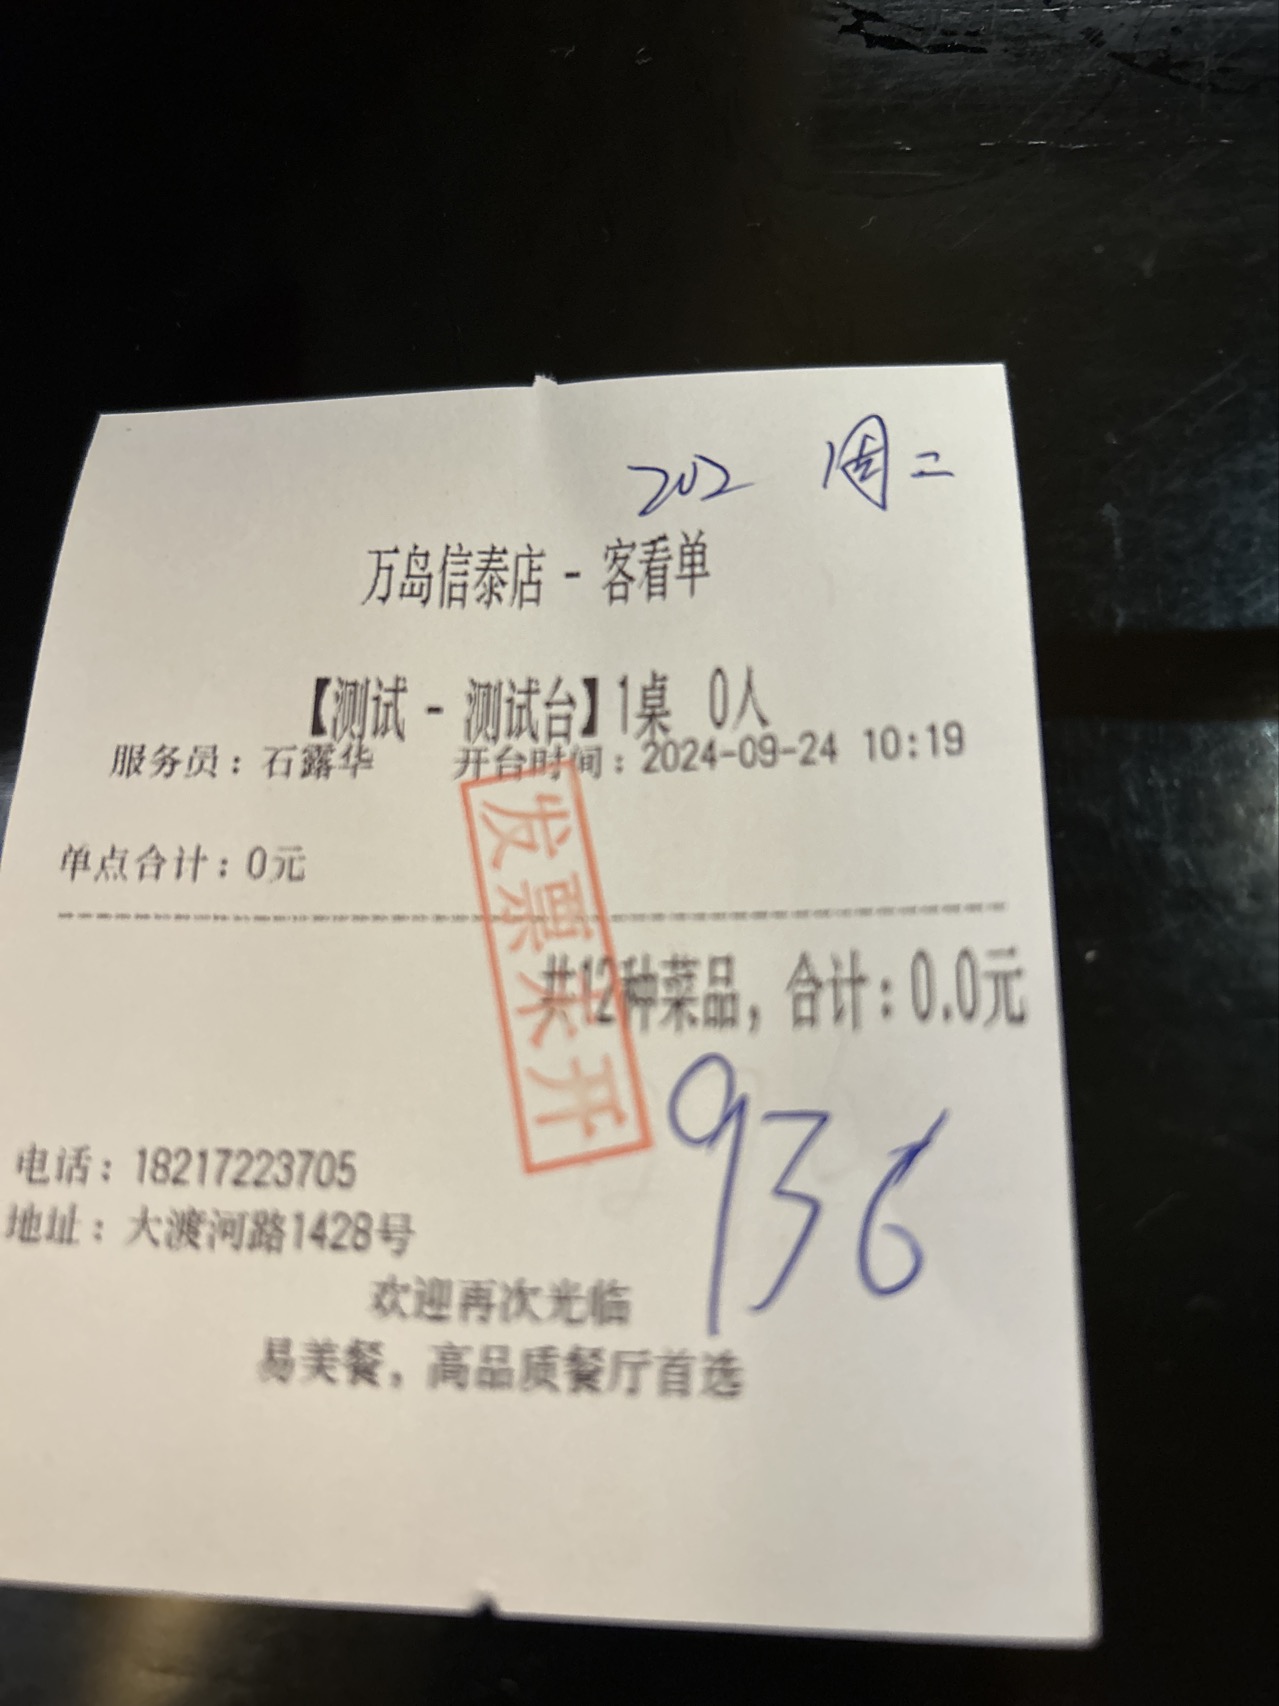 202 周二
万岛信泰店 - 客看单
【测试 - 测试台】1桌 0人
服务员：石露华 开台时间：2024-09-24 10:19
单点合计：0元
发票未开
共12种菜品，合计：0.0元
936
电话：18217223705
地址：大渡河路1428号
欢迎再次光临
易美餐，高品质餐厅首选